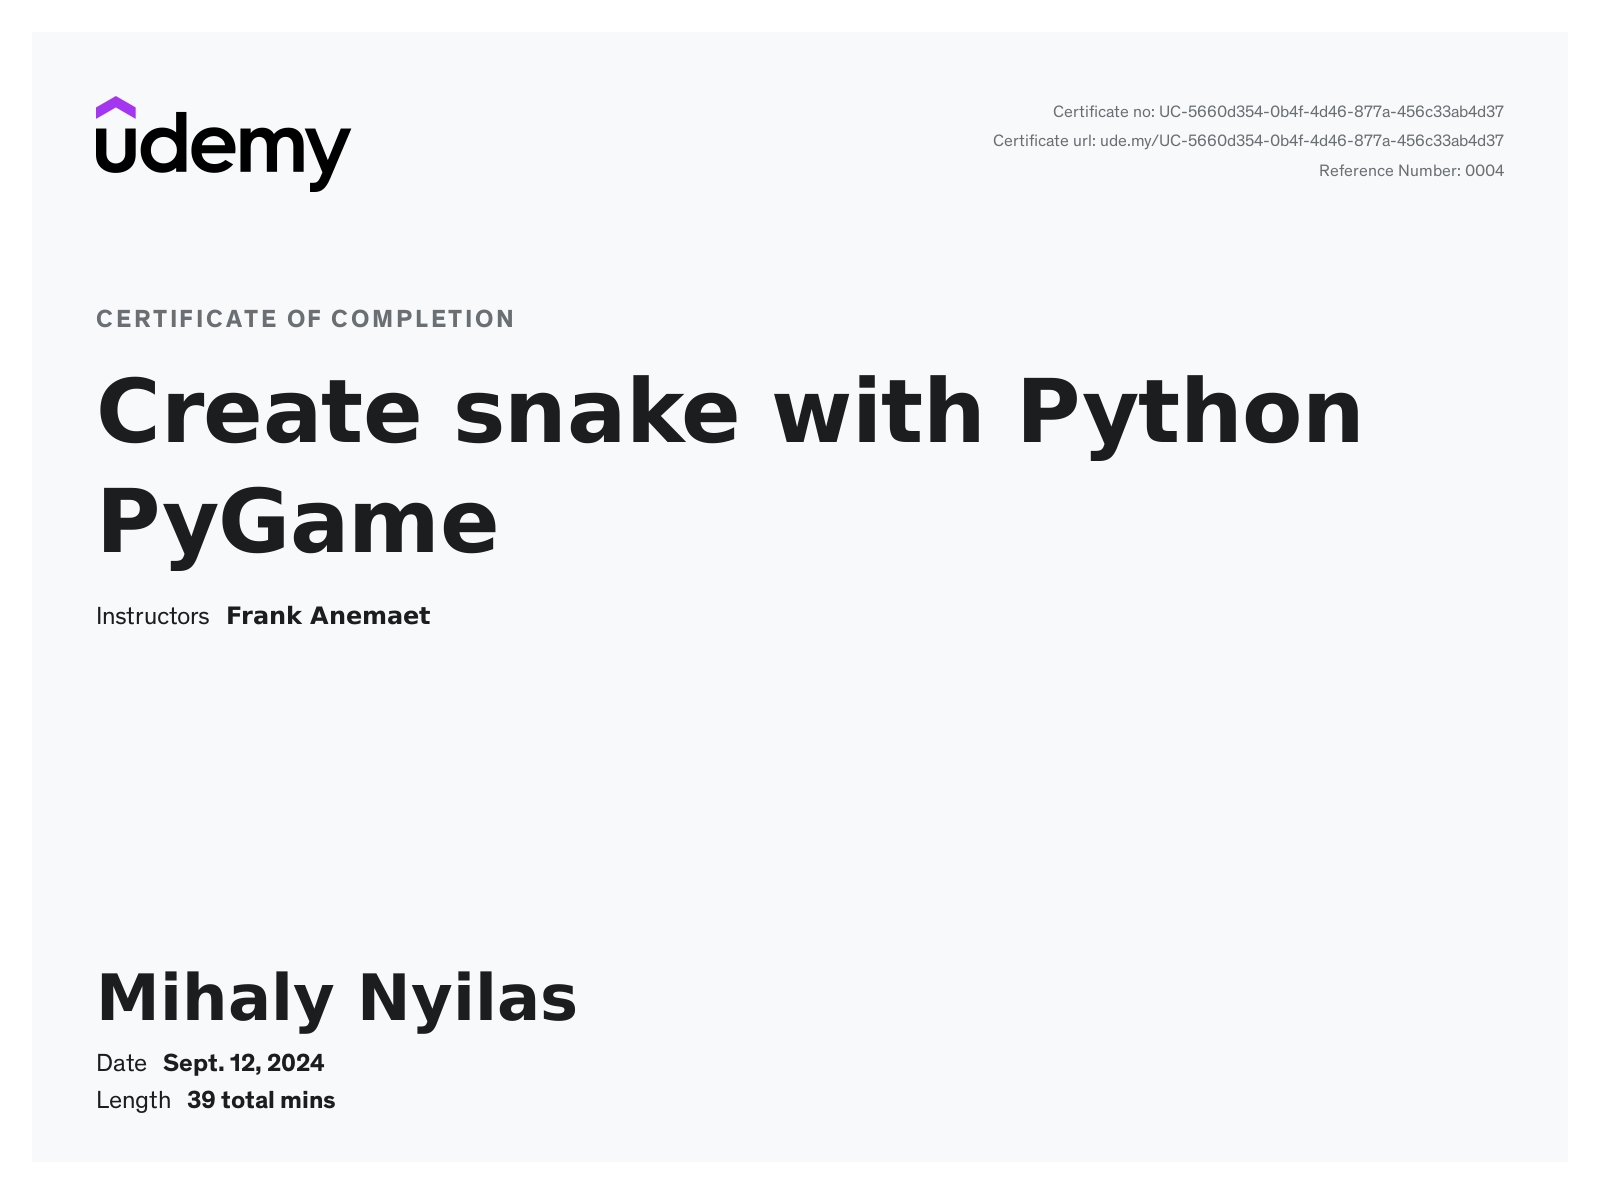 udemy
Certificate no: UC-5660d354-0b4f-4d46-877a-456c33ab4d37
Certificate url: ude.my/UC-5660d354-0b4f-4d46-877a-456c33ab4d37
Reference Number: 0004
CERTIFICATE OF COMPLETION
Create snake with Python
PyGame
Instructors Frank Anemaet
Mihaly Nyilas
Date Sept. 12, 2024
Length 39 total mins